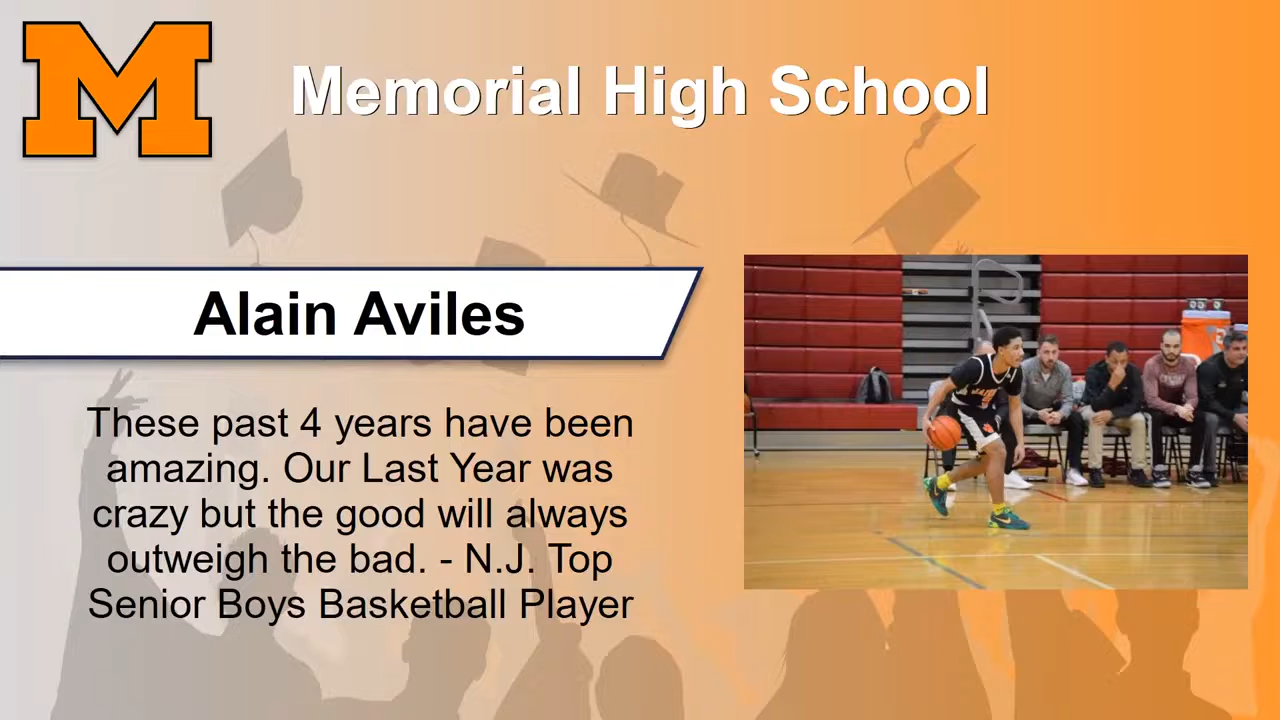 M
Memorial High School
Alain Aviles
These past 4 years have been
amazing. Our Last Year was
crazy but the good will always
outweigh the bad. - N.J. Top
Senior Boys Basketball Player